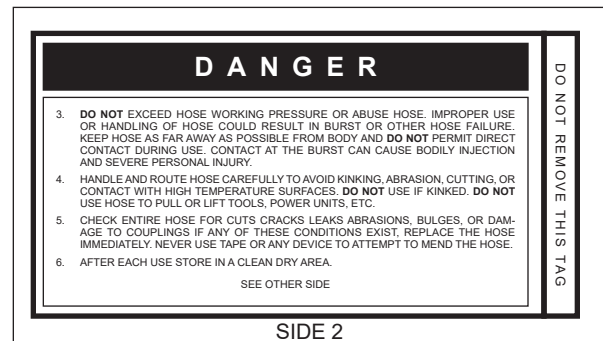 DANGER
3. DO NOT EXCEED HOSE WORKING PRESSURE OR ABUSE HOSE. IMPROPER USE
OR HANDLING OF HOSE COULD RESULT IN BURST OR OTHER HOSE FAILURE.
KEEP HOSE AS FAR AWAY AS POSSIBLE FROM BODY AND DO NOT PERMIT DIRECT
CONTACT DURING USE. CONTACT AT THE BURST CAN CAUSE BODILY INJECTION
AND SEVERE PERSONAL INJURY.
4. HANDLE AND ROUTE HOSE CAREFULLY TO AVOID KINKING, ABRASION, CUTTING, OR
CONTACT WITH HIGH TEMPERATURE SURFACES. DO NOT USE IF KINKED. DO NOT
USE HOSE TO PULL OR LIFT TOOLS, POWER UNITS, ETC.
5. CHECK ENTIRE HOSE FOR CUTS CRACKS LEAKS ABRASIONS, BULGES, OR DAM-
AGE TO COUPLINGS IF ANY OF THESE CONDITIONS EXIST, REPLACE THE HOSE
IMMEDIATELY. NEVER USE TAPE OR ANY DEVICE TO ATTEMPT TO MEND THE HOSE.
6. AFTER EACH USE STORE IN A CLEAN DRY AREA.
SEE OTHER SIDE
DO NOT REMOVE THIS TAG
SIDE 2